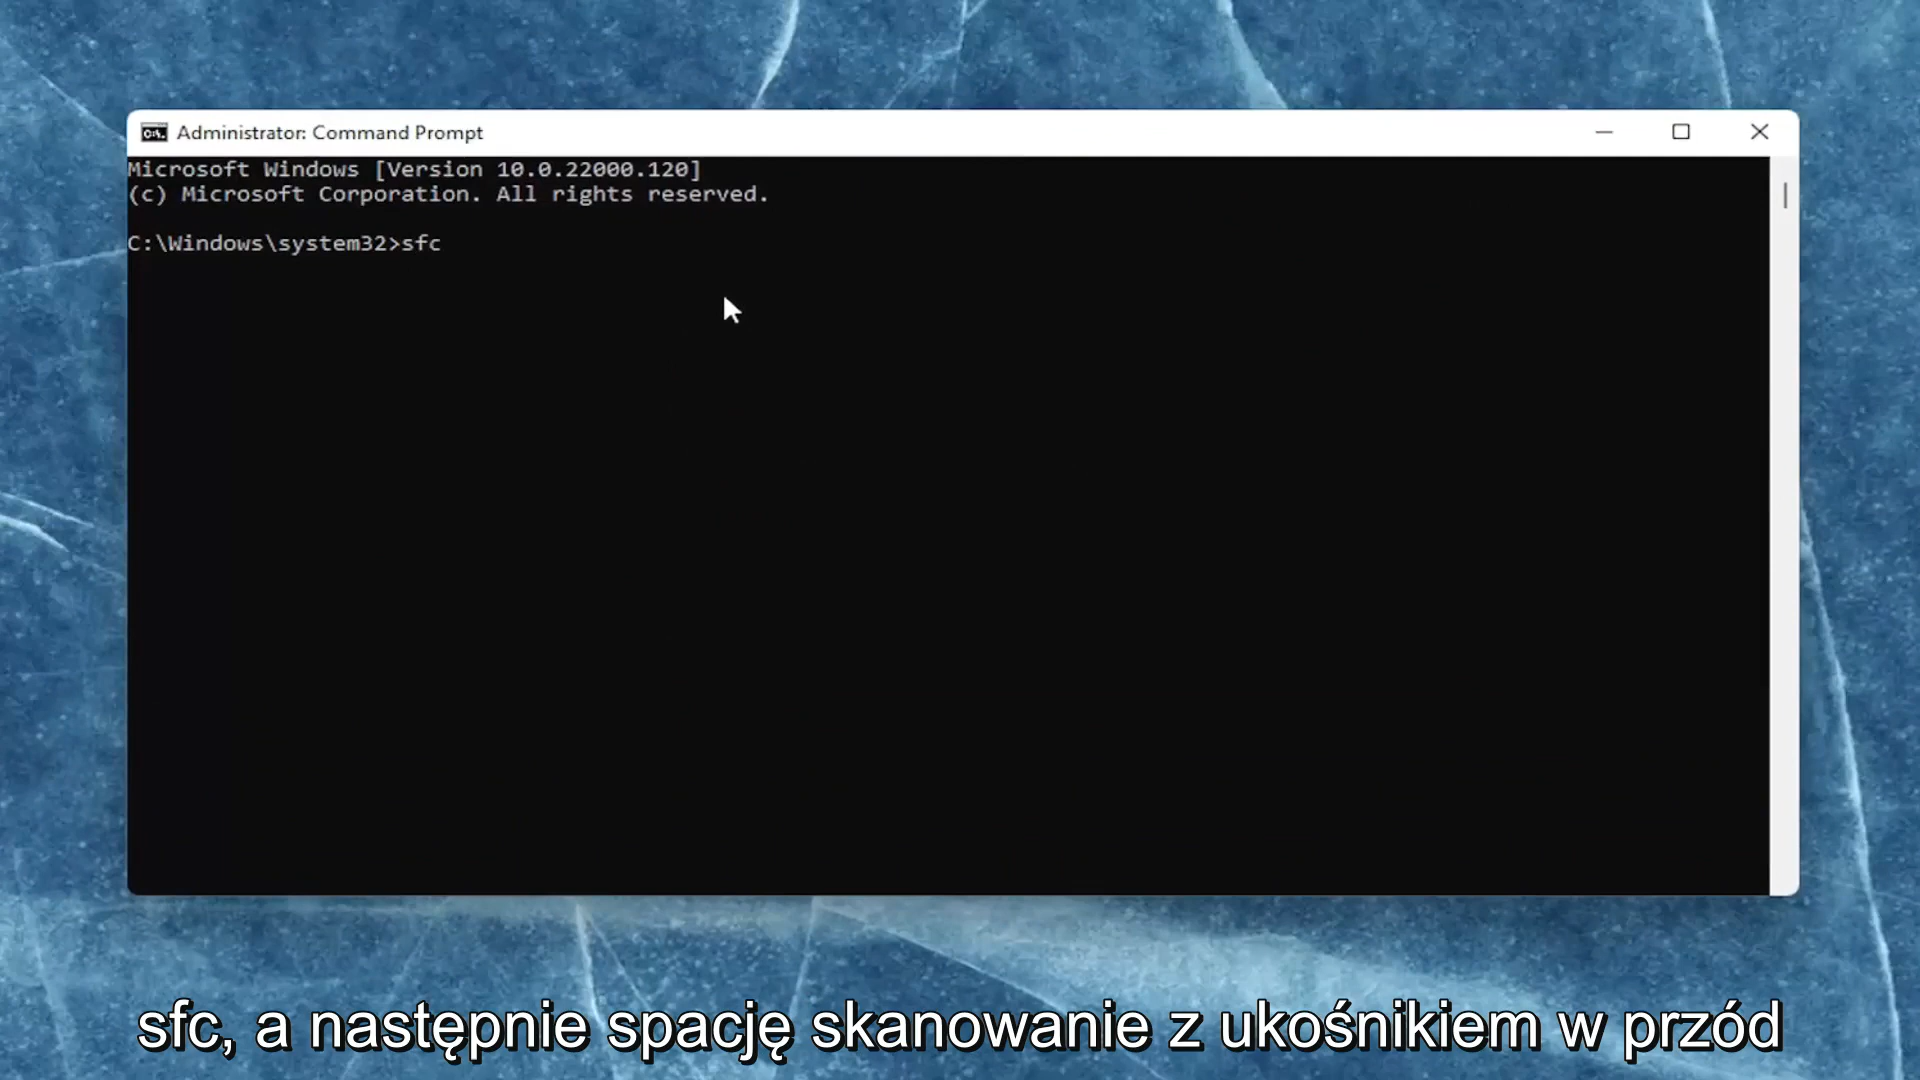 Administrator: Command Prompt
Microsoft Windows [Version 10.0.22000.120]
(c) Microsoft Corporation. All rights reserved.
C:\Windows\system32>sfc
sfc, a następnie spację skanowanie z ukośnikiem w przód